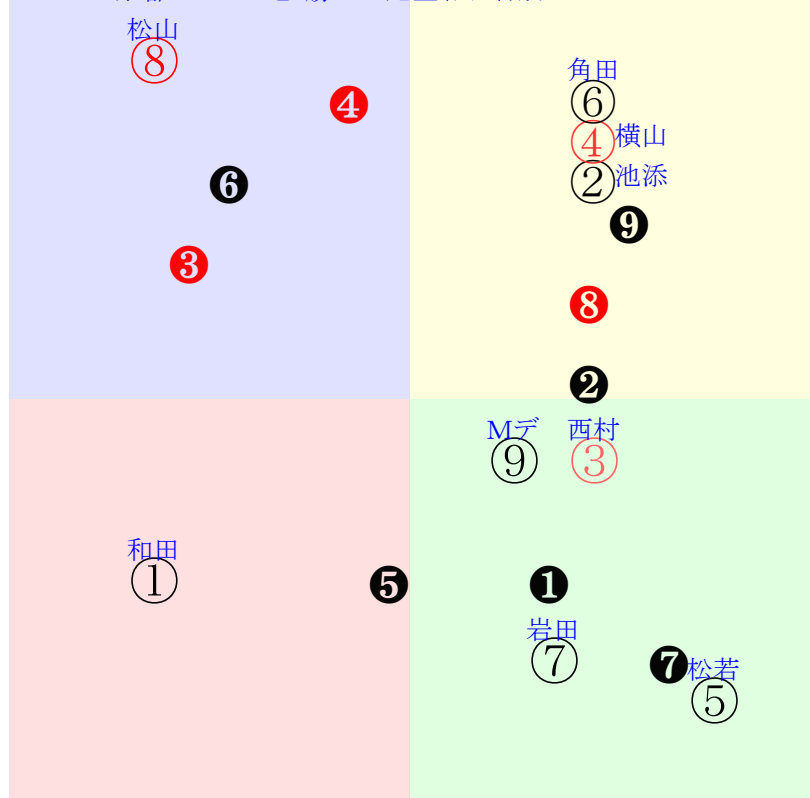 松山
⑧
❹
角田
⑥
④ 横山
② 池添
❻
❾
❸
❽
❷
Mデ 西村
⑨ ③
和田
①
❺
❶
岩田
⑦
❼ 松若
⑤